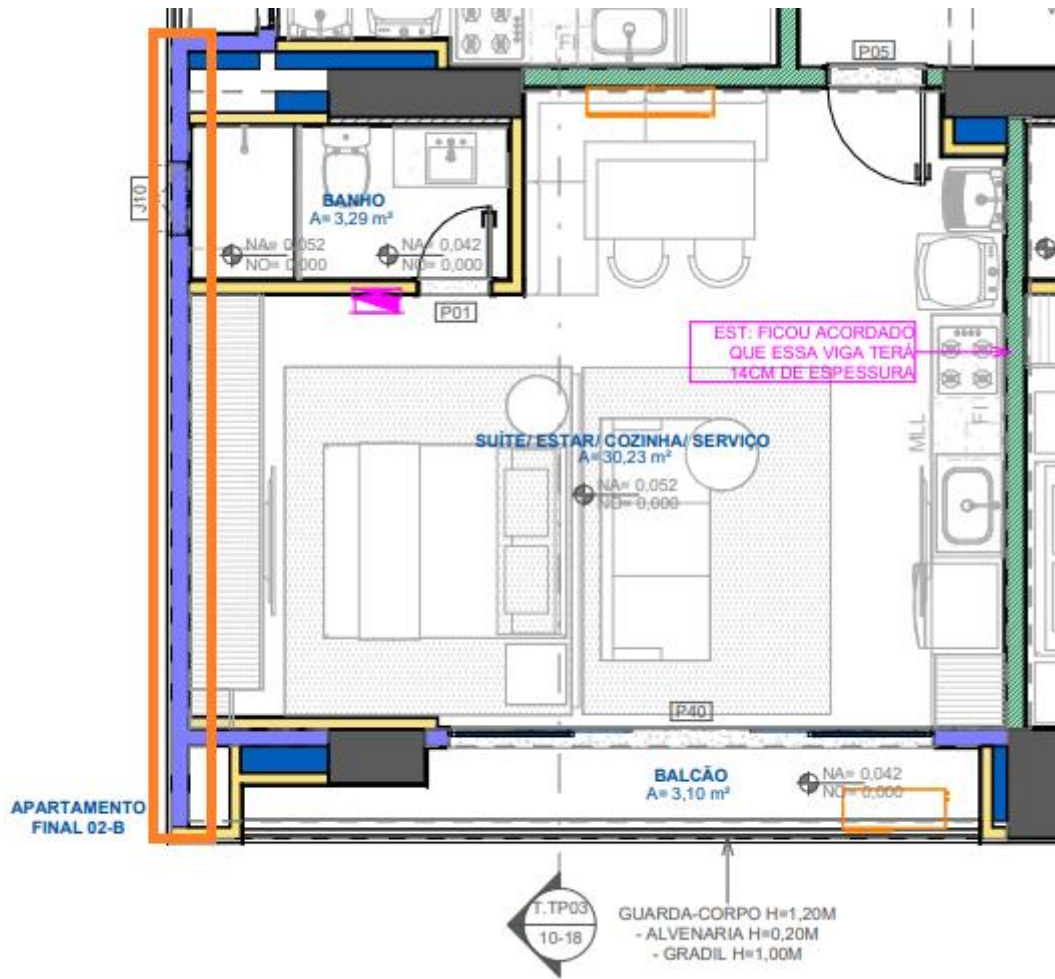 P05
FI
J10
BANHO
A= 3,29 m²
NA= 0,052
NO= 0,000
NA= 0,042
NO= 0,000
P01
EST: FICOU ACORDADO
QUE ESSA VIGA TERÁ
14CM DE ESPESSURA
MLL
FI
SUÍTE/ ESTAR/ COZINHA/ SERVIÇO
A= 30,23 m²
NA= 0,052
NO= 0,000
P40
BALCÃO
A= 3,10 m²
NA= 0,042
NO= 0,000
APARTAMENTO
FINAL 02-B
T.TP03
10-18
GUARDA-CORPO H=1,20M
- ALVENARIA H=0,20M
- GRADIL H=1,00M